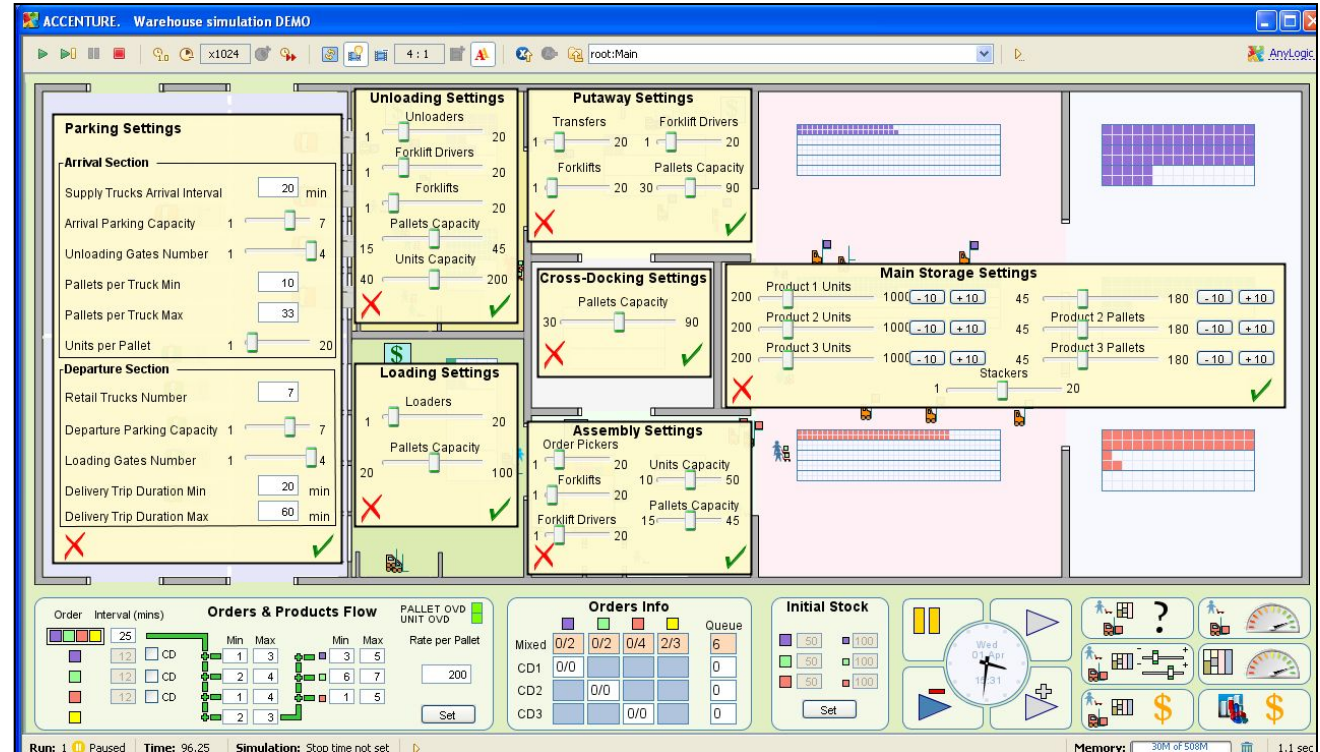 ACCENTURE. Warehouse simulation DEMO
x1024 4 : 1 A root:Main AnyLogic
Parking Settings
Arrival Section
Supply Trucks Arrival Interval 20 min
Arrival Parking Capacity 1 7
Unloading Gates Number 1 4
Pallets per Truck Min 10
Pallets per Truck Max 33
Units per Pallet 1 20
Departure Section
Retail Trucks Number 7
Departure Parking Capacity 1 7
Loading Gates Number 1 4
Delivery Trip Duration Min 20 min
Delivery Trip Duration Max 60 min
Unloading Settings
Unloaders
1 20
Forklift Drivers
1 20
Forklifts
1 20
Pallets Capacity
15 45
Units Capacity
40 200
$
Loading Settings
Loaders
1 20
Pallets Capacity
20 100
Putaway Settings
Transfers Forklift Drivers
1 20 1 20
Forklifts Pallets Capacity
1 20 30 90
Cross-Docking Settings
Pallets Capacity
30 90
Assembly Settings
Order Pickers
1 20 Units Capacity
Forklifts 10 50
1 20 Pallets Capacity
Forklift Drivers 15 45
1 20
Main Storage Settings
Product 1 Units
200 1000 -10 +10 45 180 -10 +10
Product 2 Units Product 2 Pallets
200 1000 -10 +10 45 180 -10 +10
Product 3 Units Product 3 Pallets
200 1000 -10 +10 45 180 -10 +10
Stackers
1 20
Order Interval (mins) Orders & Products Flow PALLET OVD
UNIT OVD
25 Min Max Min Max Rate per Pallet
12 CD 1 3 3 5
12 CD 2 4 6 7 200
12 CD 1 4 1 5
2 3 Set
Orders Info
Queue
Mixed 0/2 0/2 0/4 2/3 6
CD1 0/0 0
CD2 0/0 0
CD3 0/0 0
Initial Stock
50 100
50 100
50 100
Set
Wed
01 Apr
? 
$ $
Run: 1 Paused Time: 96.25 Simulation: Stop time not set Memory: 30M of 508M 1.1 sec